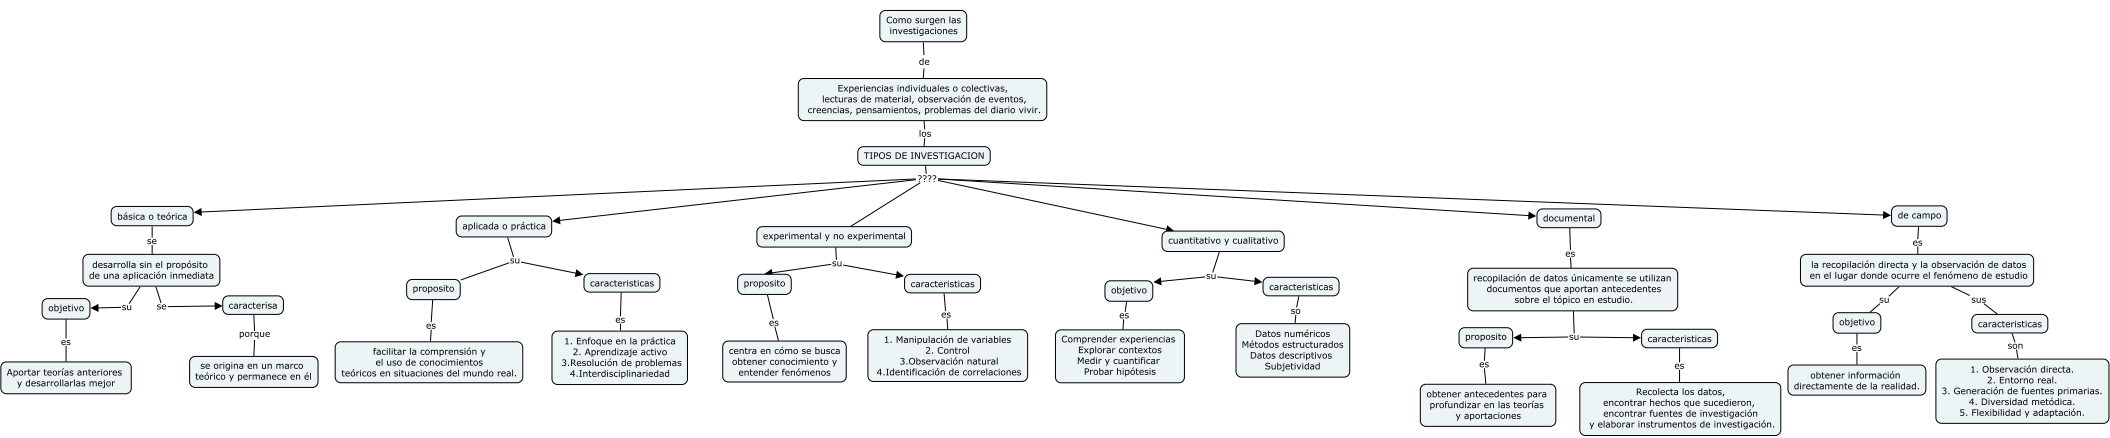 Como surgen las
investigaciones
de
Experiencias individuales o colectivas,
lecturas de material, observación de eventos,
creencias, pensamientos, problemas del diario vivir.
los
TIPOS DE INVESTIGACION
????
básica o teórica
se
desarrolla sin el propósito
de una aplicación inmediata
su
objetivo
es
Aportar teorías anteriores
y desarrollarlas mejor
se
caracterisa
porque
se origina en un marco
teórico y permanece en él
aplicada o práctica
su
proposito
es
facilitar la comprensión y
el uso de conocimientos
teóricos en situaciones del mundo real.
caracteristicas
es
1. Enfoque en la práctica
2. Aprendizaje activo
3.Resolución de problemas
4.Interdisciplinariedad
experimental y no experimental
su
proposito
es
centra en cómo se busca
obtener conocimiento y
entender fenómenos
caracteristicas
es
1. Manipulación de variables
2. Control
3.Observación natural
4.Identificación de correlaciones
cuantitativo y cualitativo
su
objetivo
es
Comprender experiencias
Explorar contextos
Medir y cuantificar
Probar hipótesis
caracteristicas
so
Datos numéricos
Métodos estructurados
Datos descriptivos
Subjetividad
documental
es
recopilación de datos únicamente se utilizan
documentos que aportan antecedentes
sobre el tópico en estudio.
su
proposito
es
obtener antecedentes para
profundizar en las teorías
y aportaciones
caracteristicas
es
Recolecta los datos,
encontrar hechos que sucedieron,
encontrar fuentes de investigación
y elaborar instrumentos de investigación.
de campo
es
la recopilación directa y la observación de datos
en el lugar donde ocurre el fenómeno de estudio
su
objetivo
es
obtener información
directamente de la realidad.
sus
caracteristicas
son
1. Observación directa.
2. Entorno real.
3. Generación de fuentes primarias.
4. Diversidad metódica.
5. Flexibilidad y adaptación.